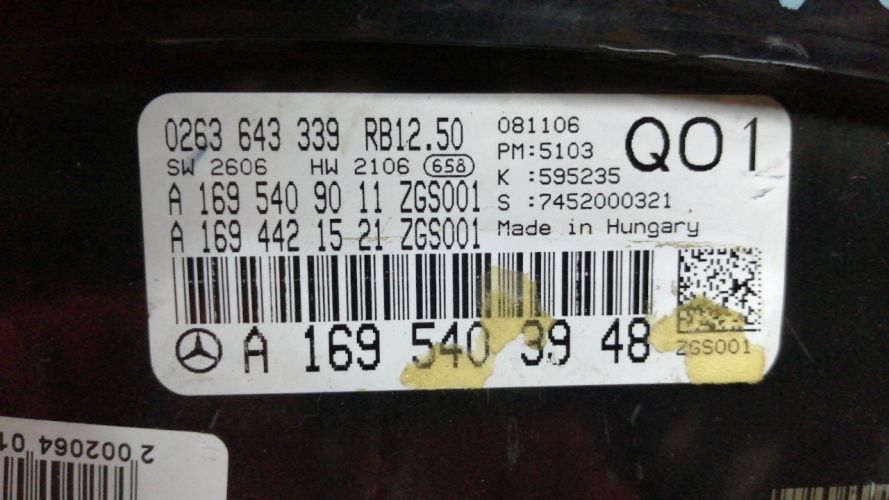 0263 643 339 RB12.50
SW 2606 HW 2106 658
A 169 540 90 11 ZGS001
A 169 442 15 21 ZGS001
081106
PM:5103
K :595235
S :7452000321
Made in Hungary
Q01
A 169 540 39 48
ZGS001
2 002064 01